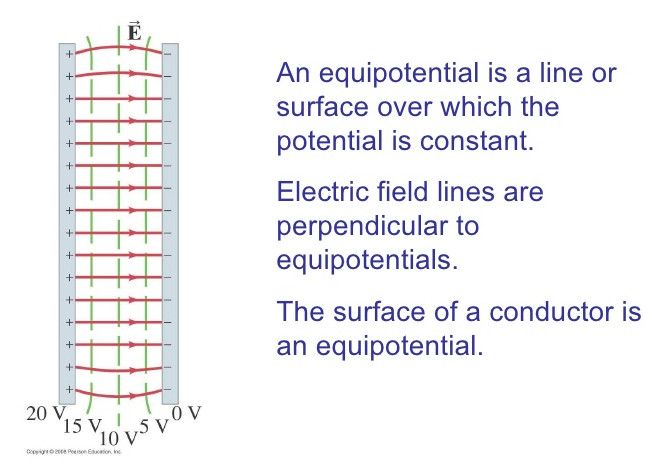 E
An equipotential is a line or
surface over which the
potential is constant.
Electric field lines are
perpendicular to
equipotentials.
The surface of a conductor is
an equipotential.
20 V
15 V
10 V
5 V
0 V
Copyright © 2008 Pearson Education, Inc.